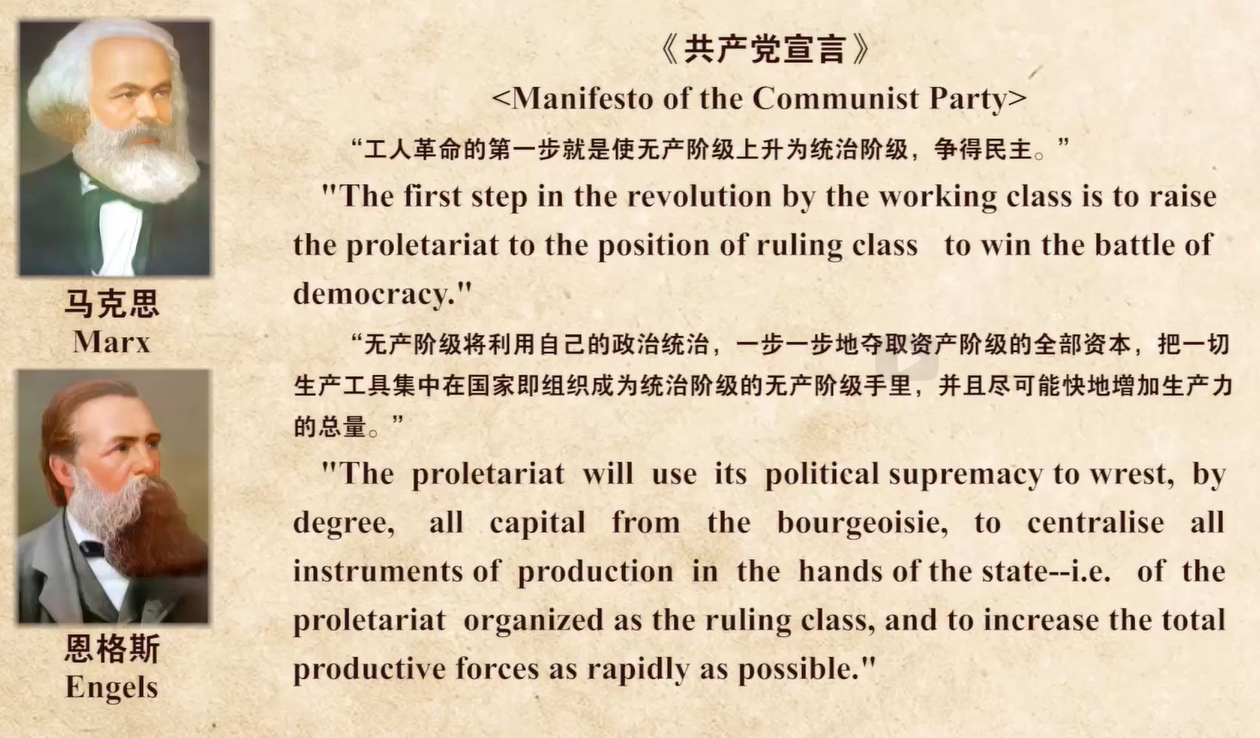 马克思
Marx
恩格斯
Engels
《共产党宣言》
<Manifesto of the Communist Party>
“工人革命的第一步就是使无产阶级上升为统治阶级，争得民主。”
"The first step in the revolution by the working class is to raise
the proletariat to the position of ruling class to win the battle of
democracy."
“无产阶级将利用自己的政治统治，一步一步地夺取资产阶级的全部资本，把一切
生产工具集中在国家即组织成为统治阶级的无产阶级手里，并且尽可能快地增加生产力
的总量。”
"The proletariat will use its political supremacy to wrest, by
degree, all capital from the bourgeoisie, to centralise all
instruments of production in the hands of the state--i.e. of the
proletariat organized as the ruling class, and to increase the total
productive forces as rapidly as possible."